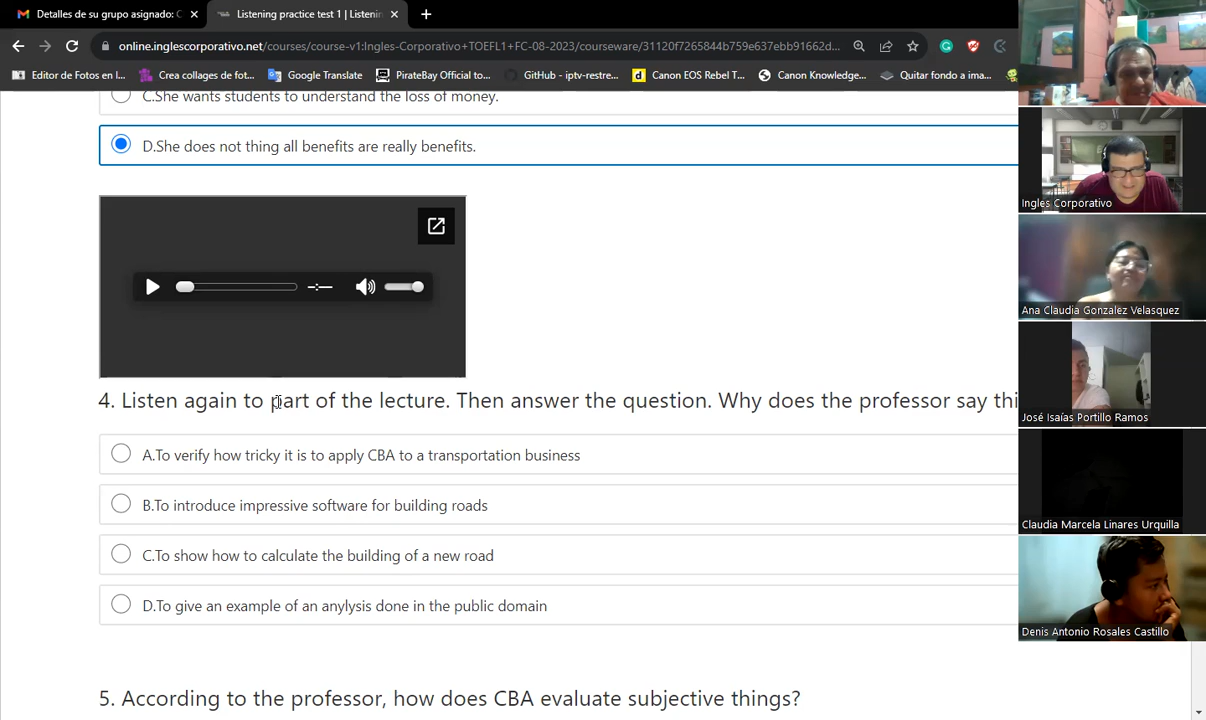 Detalles de su grupo asignado: C
Listening practice test 1 | Listenin
online.inglescorporativo.net/courses/course-v1:Ingles-Corporativo+TOEFL1+FC-08-2023/courseware/31120f7265844b759e637ebb91662d...
Editor de Fotos en l...
Crea collages de fot...
Google Translate
PirateBay Official to...
GitHub - iptv-restre...
Canon EOS Rebel T...
Canon Knowledge...
Quitar fondo a ima...
C.She wants students to understand the loss of money.
D.She does not thing all benefits are really benefits.
4. Listen again to part of the lecture. Then answer the question. Why does the professor say thi
A.To verify how tricky it is to apply CBA to a transportation business
B.To introduce impressive software for building roads
C.To show how to calculate the building of a new road
D.To give an example of an anylysis done in the public domain
5. According to the professor, how does CBA evaluate subjective things?
Ingles Corporativo
Ana Claudia Gonzalez Velasquez
José Isaías Portillo Ramos
Claudia Marcela Linares Urquilla
Denis Antonio Rosales Castillo